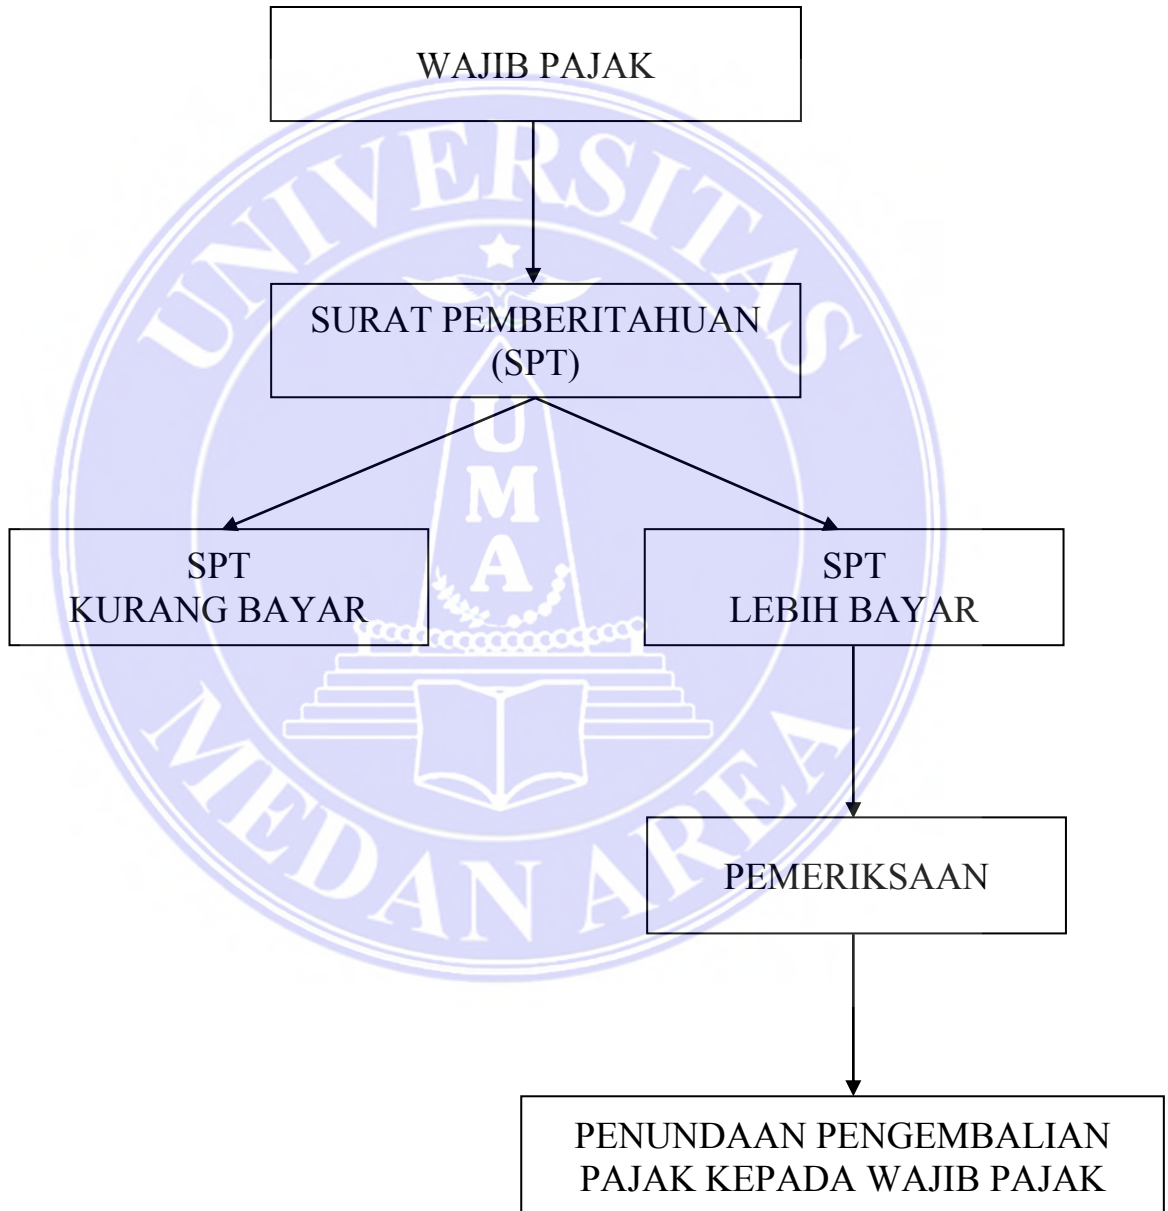 WAJIB PAJAK
UNIVERSITAS
SURAT PEMBERITAHUAN
(SPT)
UMA
SPT
KURANG BAYAR
SPT
LEBIH BAYAR
MEDAN AREA
PEMERIKSAAN
PENUNDAAN PENGEMBALIAN
PAJAK KEPADA WAJIB PAJAK